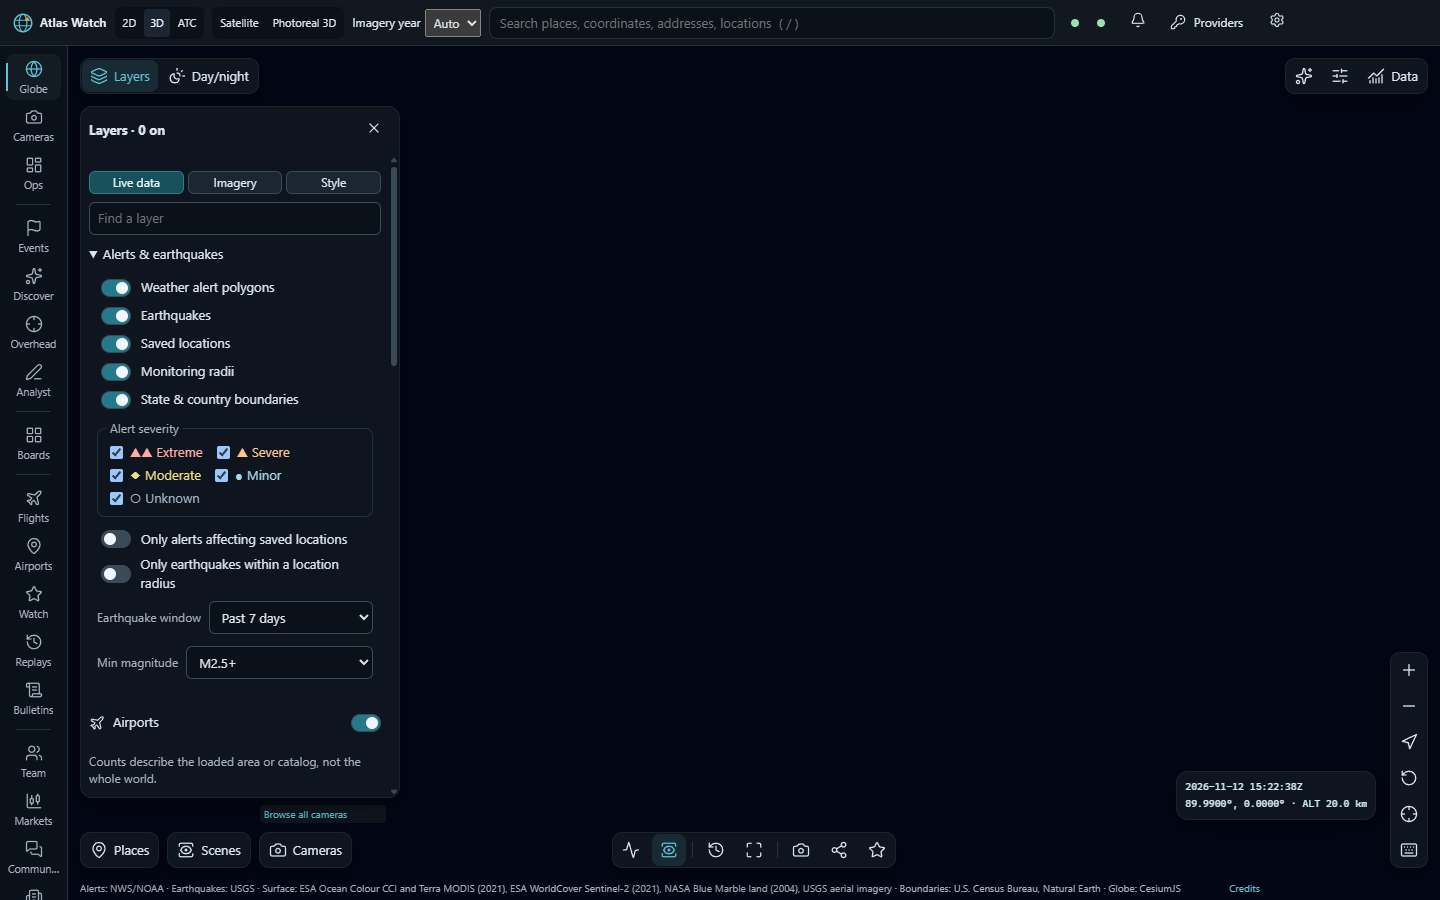 Atlas Watch 2D 3D ATC Satellite Photoreal 3D Imagery year Auto Search places, coordinates, addresses, locations ( / ) Providers
Globe
Cameras
Ops
Events
Discover
Overhead
Analyst
Boards
Flights
Airports
Watch
Replays
Bulletins
Team
Markets
Commun...
Layers Day/night
Data
Layers · 0 on
Live data Imagery Style
Find a layer
Alerts & earthquakes
Weather alert polygons
Earthquakes
Saved locations
Monitoring radii
State & country boundaries
Alert severity
Extreme Severe
Moderate Minor
Unknown
Only alerts affecting saved locations
Only earthquakes within a location
radius
Earthquake window Past 7 days
Min magnitude M2.5+
Airports
Counts describe the loaded area or catalog, not the
whole world.
Browse all cameras
Places Scenes Cameras
2026-11-12 15:22:38Z
89.9900°, 0.0000° · ALT 20.0 km
Alerts: NWS/NOAA · Earthquakes: USGS · Surface: ESA Ocean Colour CCI and Terra MODIS (2021), ESA WorldCover Sentinel-2 (2021), NASA Blue Marble land (2004), USGS aerial imagery · Boundaries: U.S. Census Bureau, Natural Earth · Globe: CesiumJS Credits